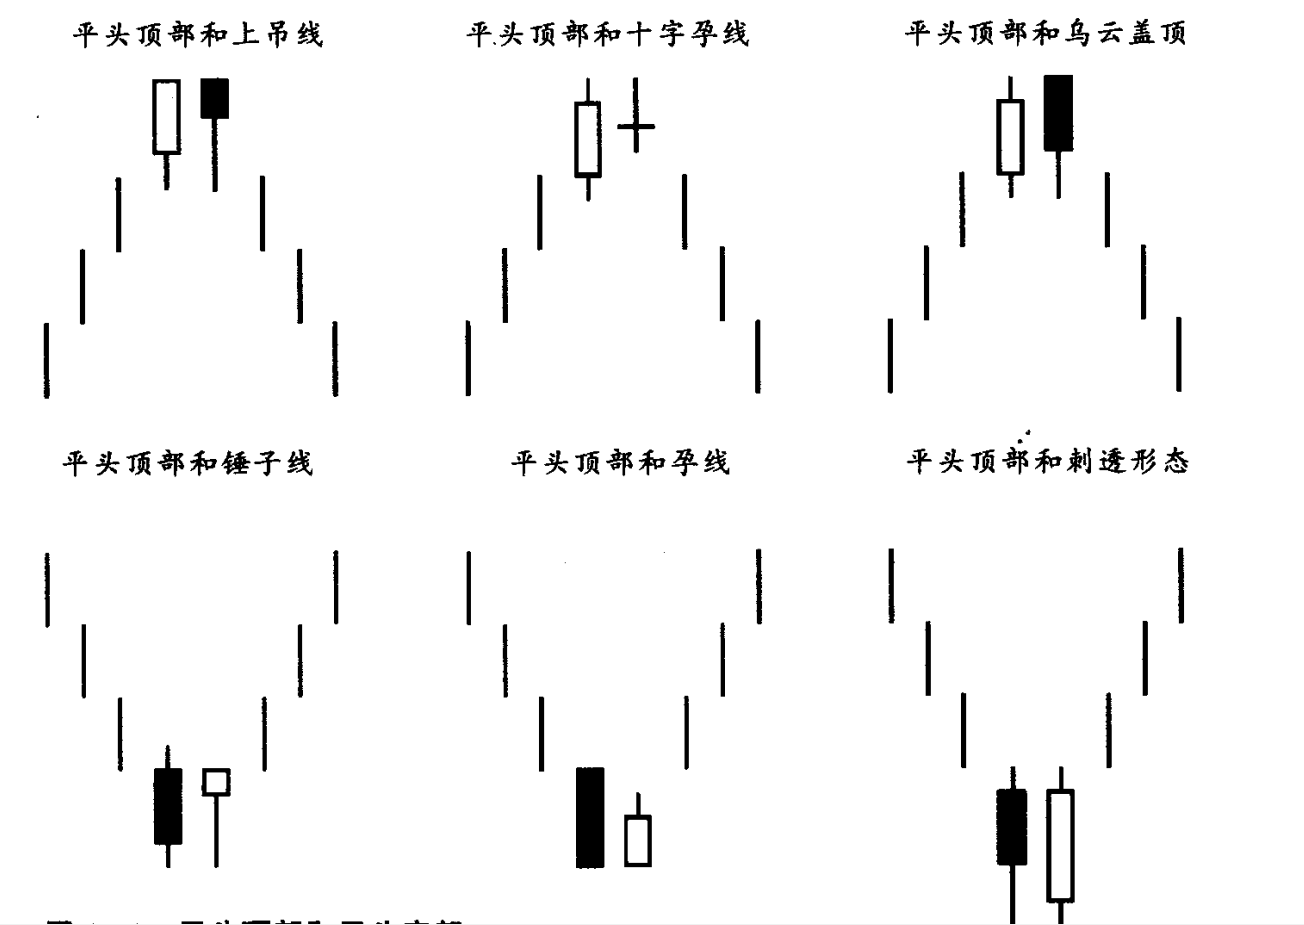 平头顶部和上吊线
平头顶部和十字孕线
平头顶部和乌云盖顶
平头顶部和锤子线
平头顶部和孕线
平头顶部和刺透形态